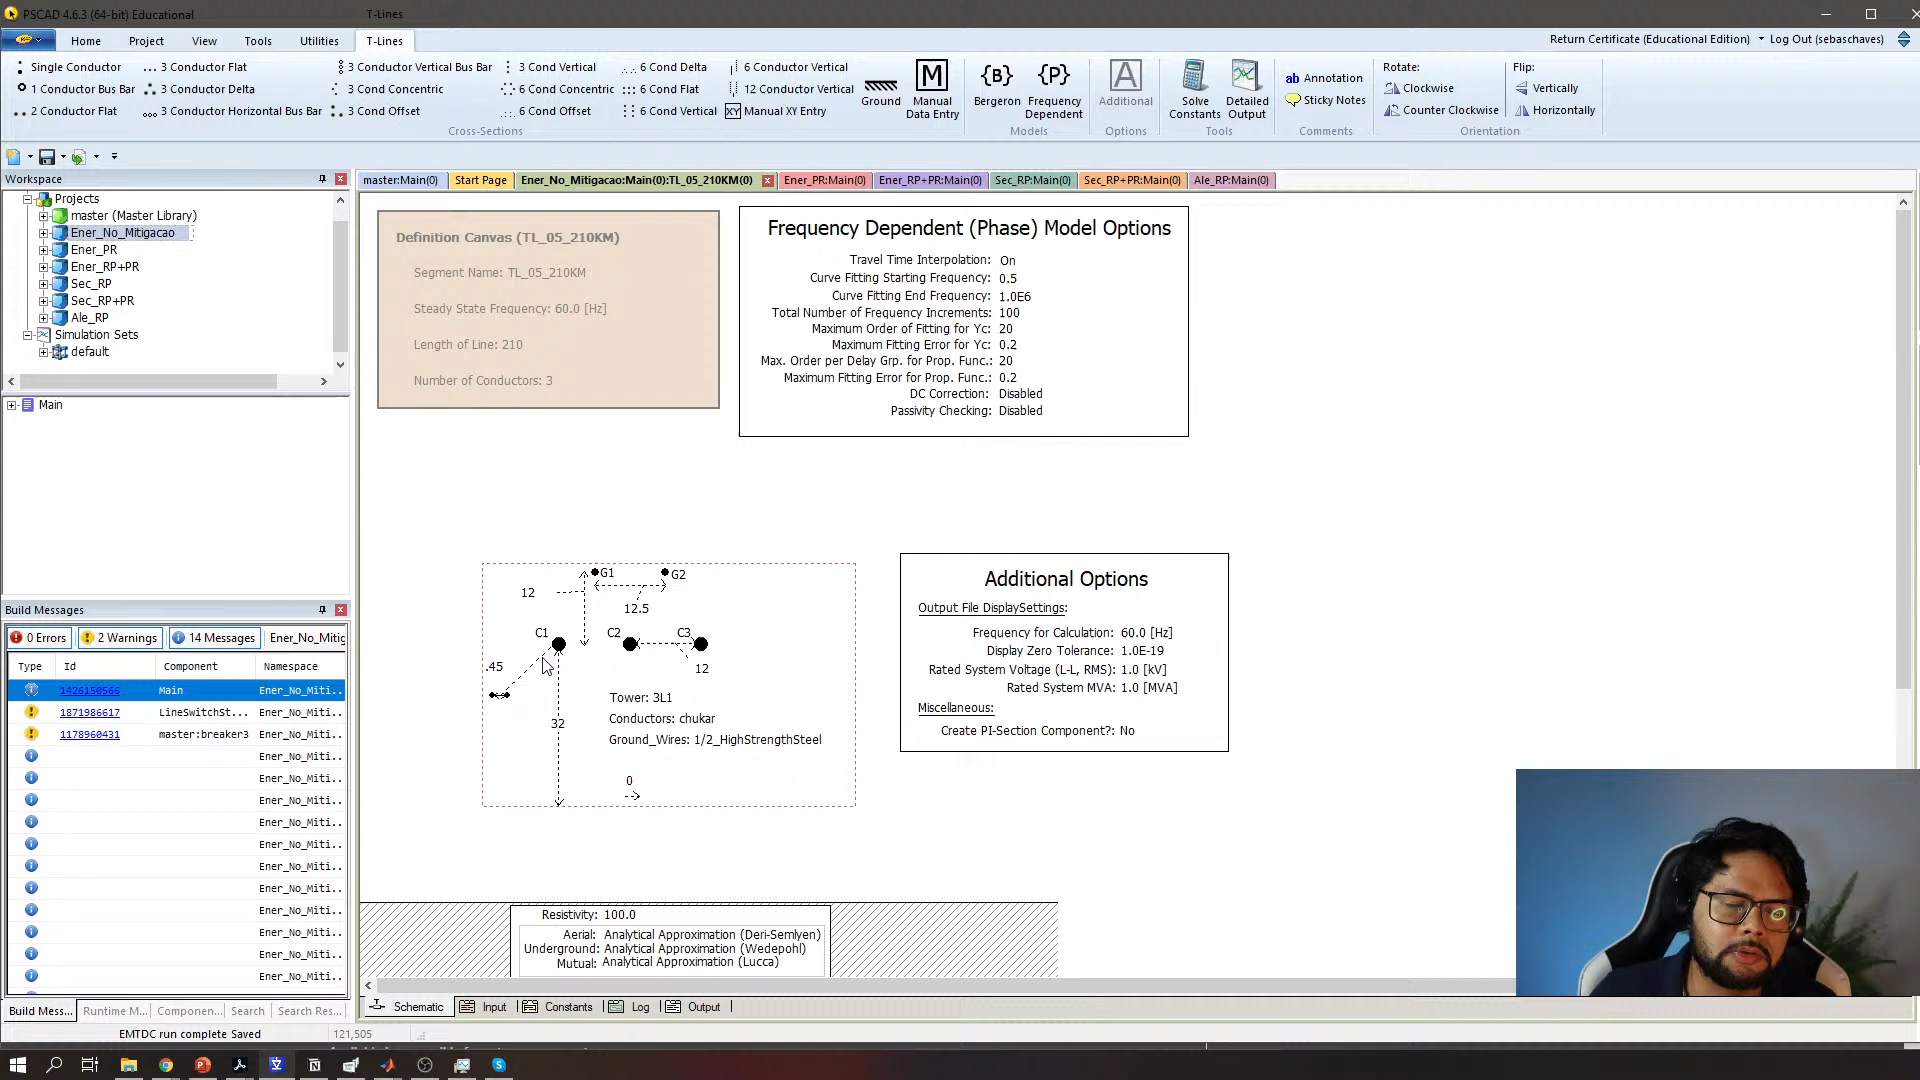 PSCAD 4.6.3 (64-bit) Educational
T-Lines
Home
Project
View
Tools
Utilities
T-Lines
Return Certificate (Educational Edition)
Log Out (sebaschaves)
Single Conductor
3 Conductor Flat
3 Conductor Vertical Bus Bar
3 Cond Vertical
6 Cond Delta
6 Conductor Vertical
1 Conductor Bus Bar
3 Conductor Delta
3 Cond Concentric
6 Cond Concentric
6 Cond Flat
12 Conductor Vertical
2 Conductor Flat
3 Conductor Horizontal Bus Bar
3 Cond Offset
6 Cond Offset
6 Cond Vertical
XY Manual XY Entry
Cross-Sections
Ground
M
Manual
Data Entry
{B}
Bergeron
{P}
Frequency
Dependent
Models
A
Additional
Options
Solve
Constants
Detailed
Output
Tools
ab Annotation
Sticky Notes
Comments
Rotate:
Clockwise
Counter Clockwise
Flip:
Vertically
Horizontally
Orientation
Workspace
Projects
master (Master Library)
Ener_No_Mitigacao
Ener_PR
Ener_RP+PR
Sec_RP
Sec_RP+PR
Ale_RP
Simulation Sets
default
Main
master:Main(0)
Start Page
Ener_No_Mitigacao:Main(0):TL_05_210KM(0)
Ener_PR:Main(0)
Ener_RP+PR:Main(0)
Sec_RP:Main(0)
Sec_RP+PR:Main(0)
Ale_RP:Main(0)
Definition Canvas (TL_05_210KM)
Segment Name: TL_05_210KM
Steady State Frequency: 60.0 [Hz]
Length of Line: 210
Number of Conductors: 3
Frequency Dependent (Phase) Model Options
Travel Time Interpolation: On
Curve Fitting Starting Frequency: 0.5
Curve Fitting End Frequency: 1.0E6
Total Number of Frequency Increments: 100
Maximum Order of Fitting for Yc: 20
Maximum Fitting Error for Yc: 0.2
Max. Order per Delay Grp. for Prop. Func.: 20
Maximum Fitting Error for Prop. Func.: 0.2
DC Correction: Disabled
Passivity Checking: Disabled
G1
G2
12
12.5
C1
C2
C3
.45
12
32
Tower: 3L1
Conductors: chukar
Ground_Wires: 1/2_HighStrengthSteel
0
Additional Options
Output File DisplaySettings:
Frequency for Calculation: 60.0 [Hz]
Display Zero Tolerance: 1.0E-19
Rated System Voltage (L-L, RMS): 1.0 [kV]
Rated System MVA: 1.0 [MVA]
Miscellaneous:
Create PI-Section Component?: No
Resistivity: 100.0
Aerial: Analytical Approximation (Deri-Semlyen)
Underground: Analytical Approximation (Wedepohl)
Mutual: Analytical Approximation (Lucca)
Build Messages
0 Errors
2 Warnings
14 Messages
Ener_No_Mitig
Type
Id
Component
Namespace
1426150566
Main
Ener_No_Miti..
1871986617
LineSwitchSt...
Ener_No_Miti..
1178960431
master:breaker3
Ener_No_Miti..
Ener_No_Miti..
Ener_No_Miti..
Ener_No_Miti..
Ener_No_Miti..
Ener_No_Miti..
Ener_No_Miti..
Ener_No_Miti..
Ener_No_Miti..
Ener_No_Miti..
Ener_No_Miti..
Ener_No_Miti..
Build Mess...
Runtime M...
Componen...
Search
Search Res...
Schematic
Input
Constants
Log
Output
EMTDC run complete Saved
121,505